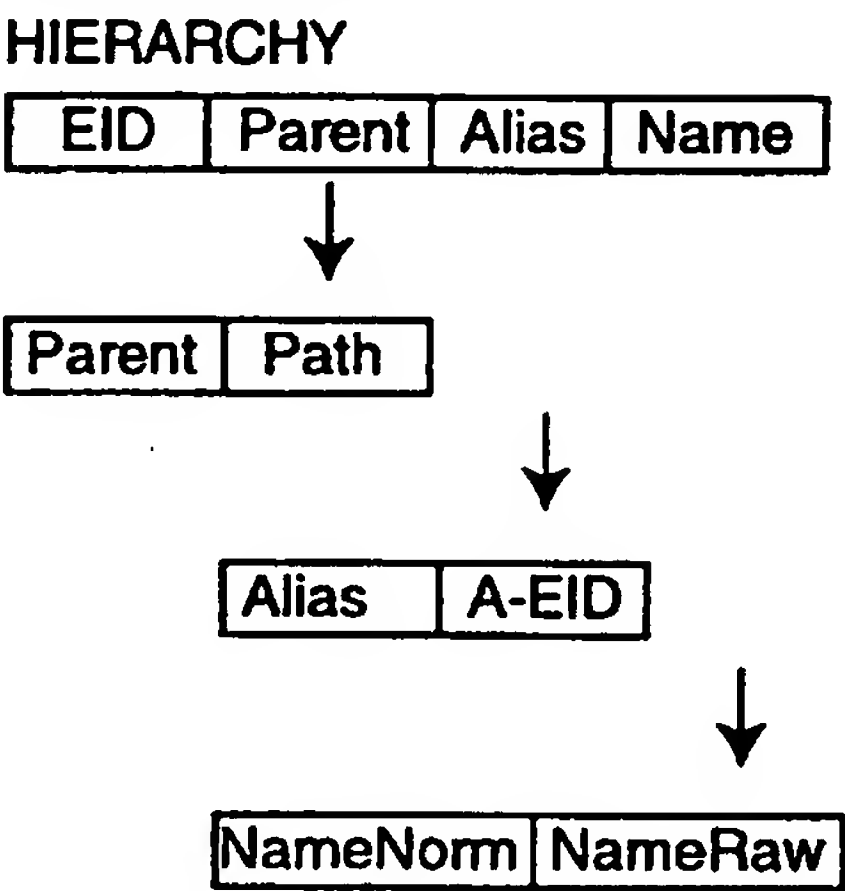 HIERARCHY
EID Parent Alias Name
Parent Path
Alias A-EID
NameNorm NameRaw